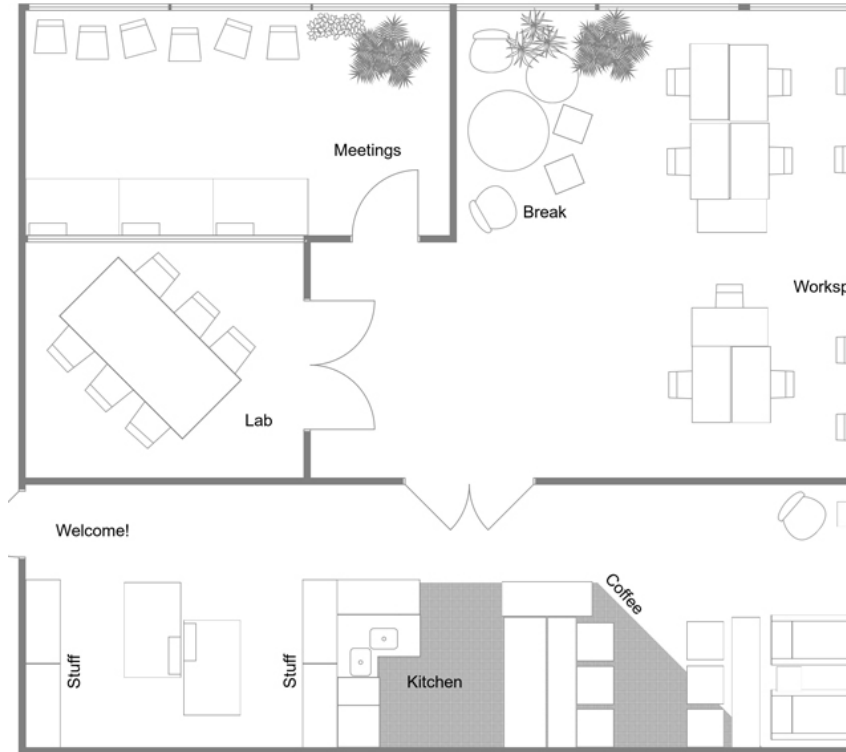 Meetings
Break
Worksp
Lab
Welcome!
Coffee
Stuff
Stuff
Kitchen